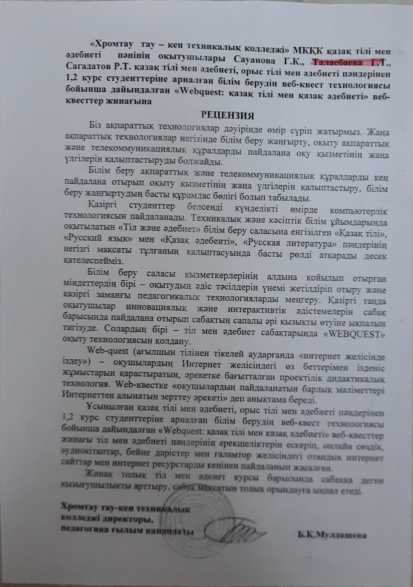 «Хромтау тау – кен техникалық колледжі» МКҚК қазақ тілі мен
әдебиеті пәнінің оқытушылары Сауанова Г.К., Таласбаева Г.Т.,
Сагадатов Р.Т. қазақ тілі мен әдебиеті, орыс тілі мен әдебиеті пәндерінен
1,2 курс студенттеріне арналған білім берудің веб-квест технологиясы
бойынша дайындалған «Webquest: қазақ тілі мен қазақ әдебиеті» веб-
квесттер жинағына
РЕЦЕНЗИЯ
Біз ақпараттық технологиялар дәуірінде өмір сүріп жатырмыз. Жаңа
ақпараттық технологиялар негізінде білім беру жаңғырту, оқыту ақпараттық
және телекоммуникациялық құралдарды пайдалана оқу қызметінің жаңа
үлгілерін қалыптастыруды болжайды.
Білім беру ақпараттық және телекоммуникациялық құралдарды кең
пайдалана отырып оқыту қызметінің жаңа үлгілерін қалыптастыру, білім
беру жаңғыртудың басты құрамдас бөлігі болып табылады.
Қазіргі студенттер белсенді күнделікті өмірде компьютерлік
технологиясын пайдаланады. Техникалық және кәсіптік білім ұйымдарында
оқытылатын «Тіл және әдебиет» білім беру саласына енгізілген «Қазақ тілі»,
«Русский язык» мен «Қазақ әдебиеті», «Русская литература» пәндерінің
негізгі мақсаты тұлғаның қалыптасуында басты рөлді атқарады десек
қателеспейміз.
Білім беру саласы қызметкерлерінің алдына қойылып отырған
міндеттердің бірі – оқытудың әдіс тәсілдерін үнемі жетілдіріп отыру және
қазіргі заманғы педагогикалық технологияларды меңгеру. Қазіргі таңда
оқытушылар инновациялық және интерактивтік әдістемелерін сабақ
барысында пайдалана отырып сабақтың сапалы әрі қызықты өтуіне ықпалын
тигізуде. Солардың бірі – тіл мен әдебиет сабақтарында «WEBQUEST»
оқыту технологиясын қолдану.
Web-quest (ағылшын тілінен тікелей аударғанда «интернет желісінде
іздеу») – оқушылардың Интернет желісіндегі өз беттерімен ізденіс
жұмыстарын қарастыратын, әрекетке бағытталған проектілік дидактикалық
технология. Web-квестке «оқушылардың пайдаланатын барлық мәліметтері
Интернеттен алынатын зерттеу әрекеті» деп анықтама береді.
Ұсынылған қазақ тілі мен әдебиеті, орыс тілі мен әдебиеті пәндерінен
1,2 курс студенттеріне арналған білім берудің веб-квест технологиясы
бойынша дайындалған «Webquest: қазақ тілі мен қазақ әдебиеті» веб-квесттер
жинағы тіл мен әдебиеті пәндерінің ерекшеліктерін ескеріп, онлайн сөздік,
аудиокітаптар, бейне дәрістер мен ғаламтор желісіндегі отандық интернет
сайттар мен интернет ресурстарды кеңінен пайдаланып жасалған.
Жинақ толық тіл мен әдебиет курсы барысында сабаққа деген
қызығушылықты арттыру, сабақ мақсатын толық орындауға ықпал етеді.
Хромтау тау-кен техникалық
колледжі директоры,
педагогика ғылым кандидаты Б.Қ.Мулдашева